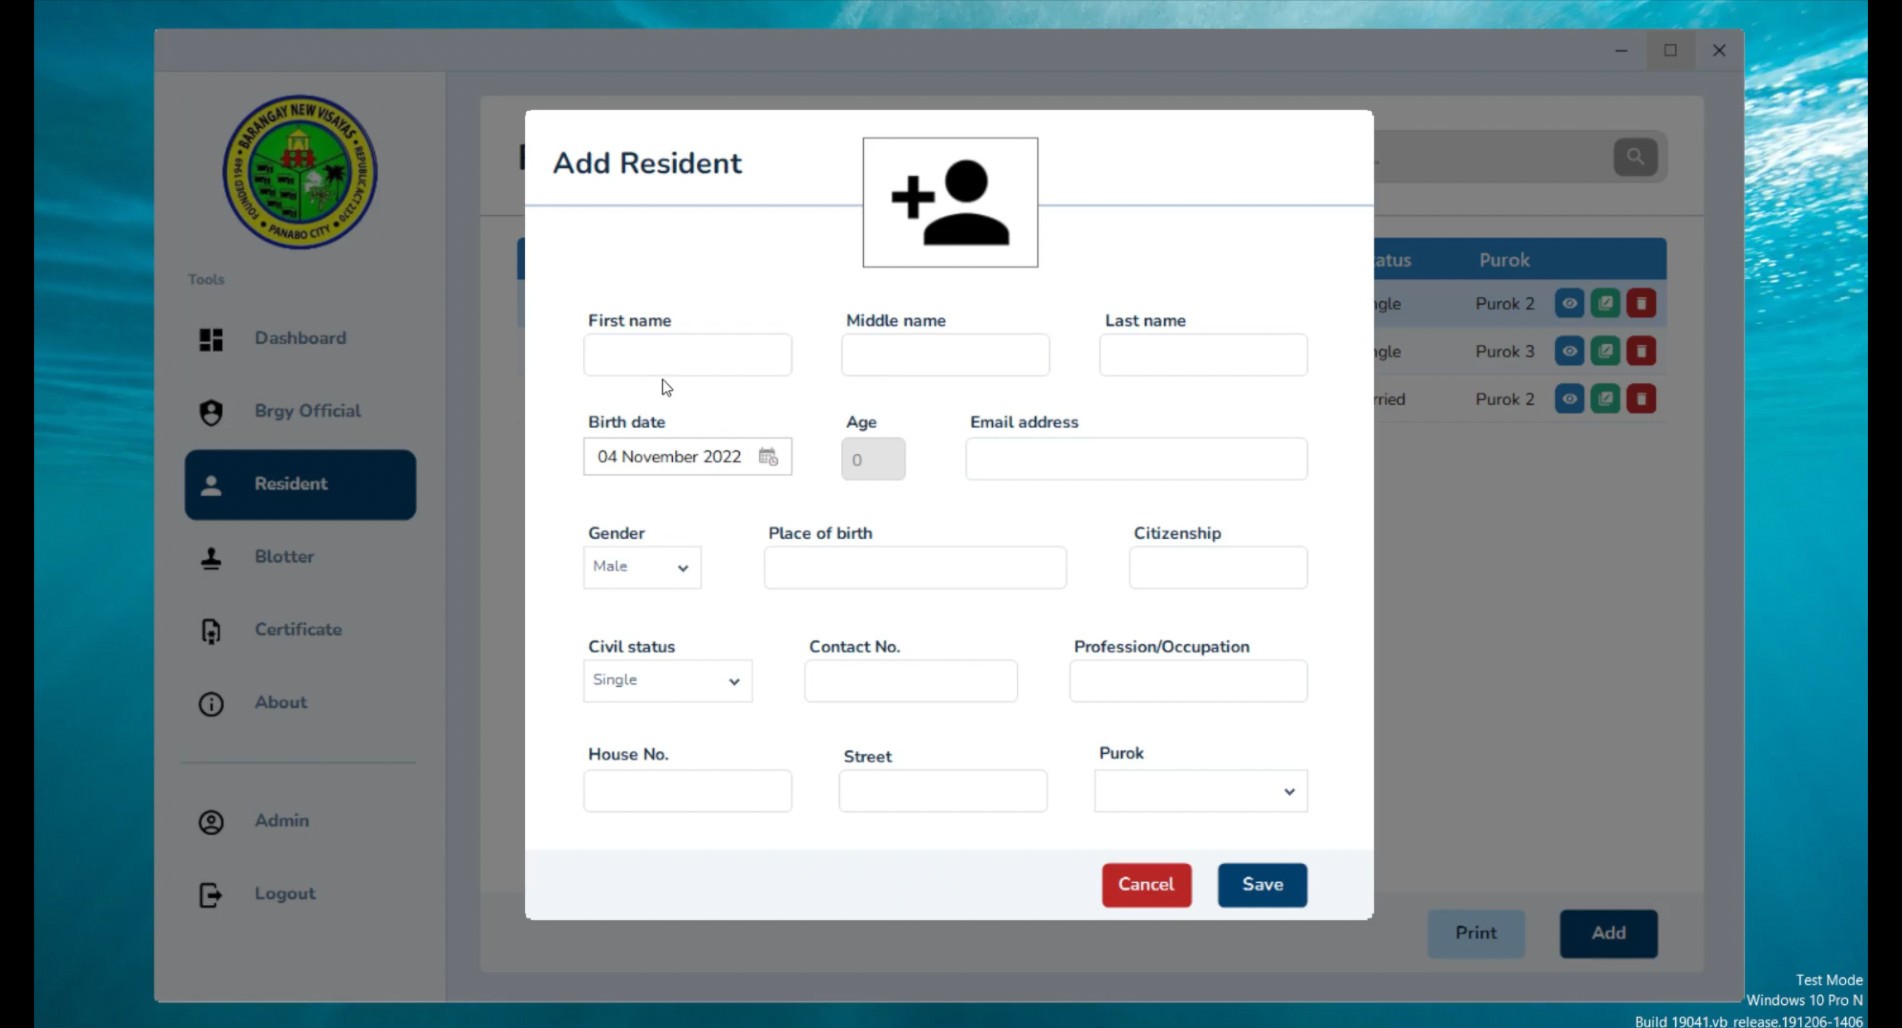 BARANGAY NEW VISAYAS
REPUBLIC ACT 2170
FOUNDED 1949
PANABO CITY
Tools
Dashboard
Brgy Official
Resident
Blotter
Certificate
About
Admin
Logout
Add Resident
First name Middle name Last name
Birth date Age Email address
04 November 2022 0
Gender Place of birth Citizenship
Male
Civil status Contact No. Profession/Occupation
Single
House No. Street Purok
Cancel Save
atus Purok
ngle Purok 2
ngle Purok 3
rried Purok 2
Print Add
Test Mode
Windows 10 Pro N
Build 19041.vb_release.191206-1406